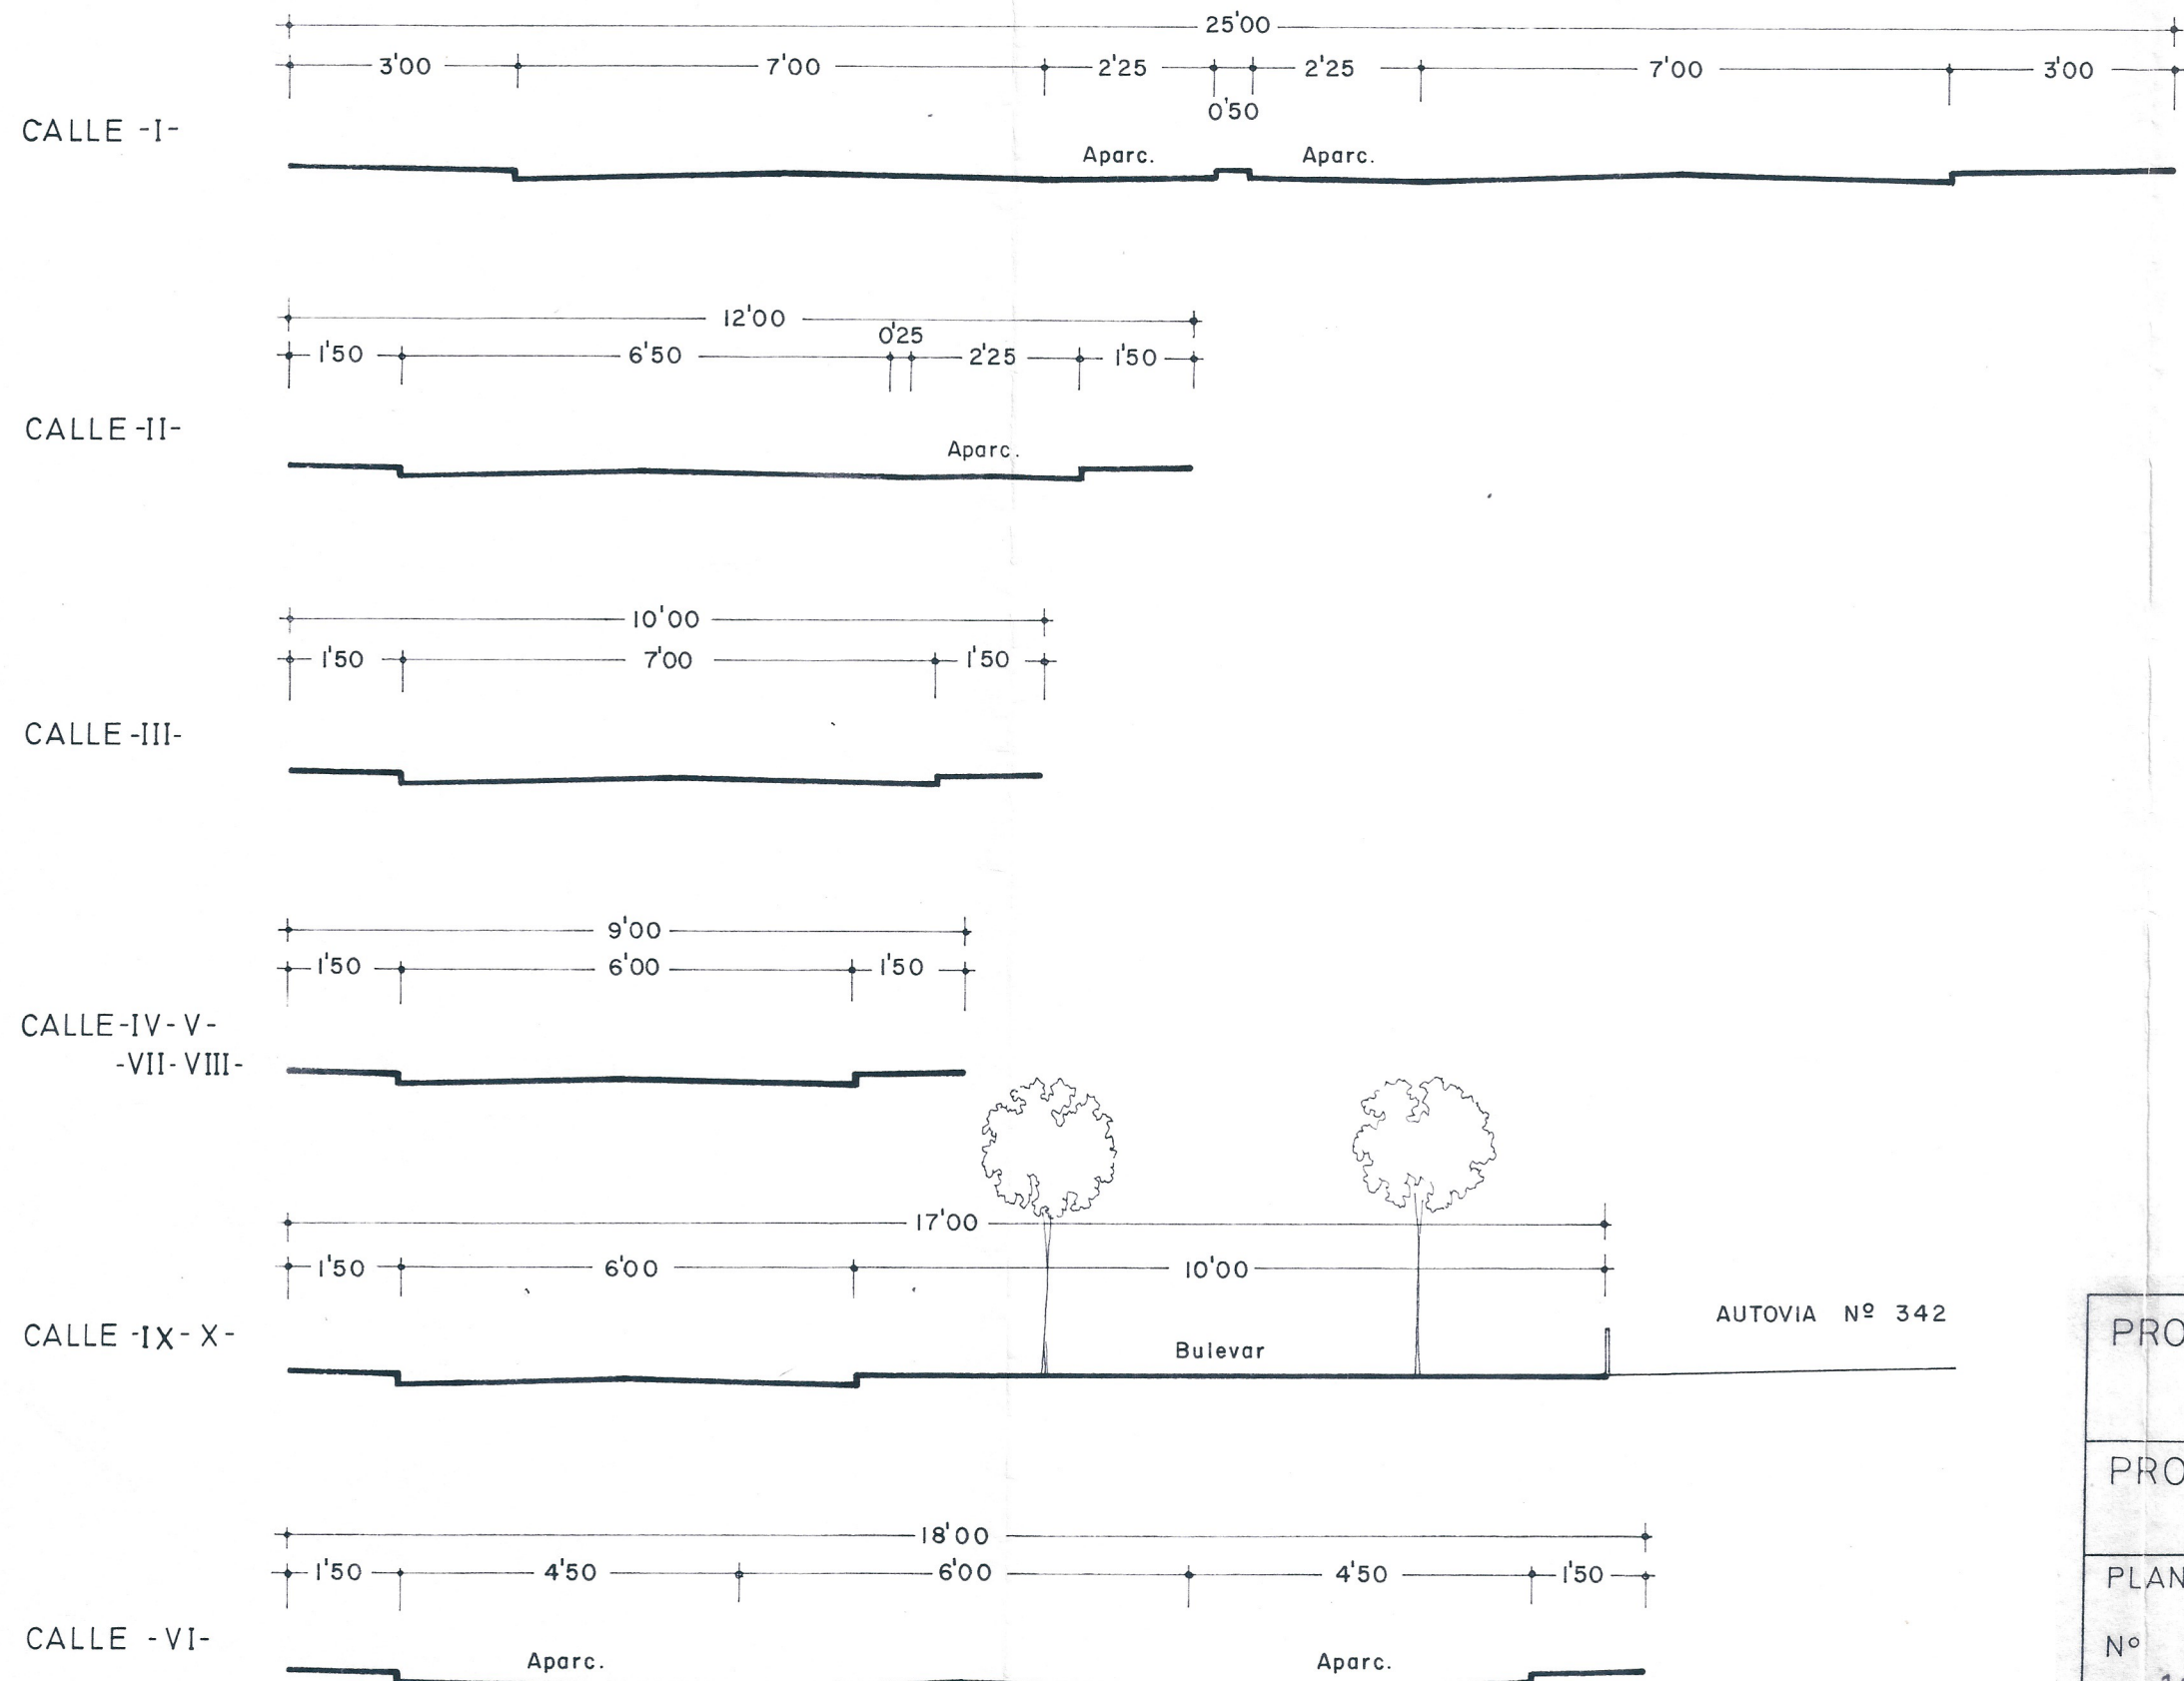 25'00
3'00 7'00 2'25 2'25 7'00 3'00
0'50
CALLE -I-
Aparc. Aparc.
12'00
0'25
1'50 6'50 2'25 1'50
CALLE -II-
Aparc.
10'00
1'50 7'00 1'50
CALLE -III-
9'00
1'50 6'00 1'50
CALLE -IV- V-
-VII- VIII-
17'00
1'50 6'00 10'00
AUTOVIA Nº 342
CALLE -IX- X-
Bulevar
18'00
1'50 4'50 6'00 4'50 1'50
CALLE -VI-
Aparc. Aparc.
PRO
PRO
PLAN
Nº